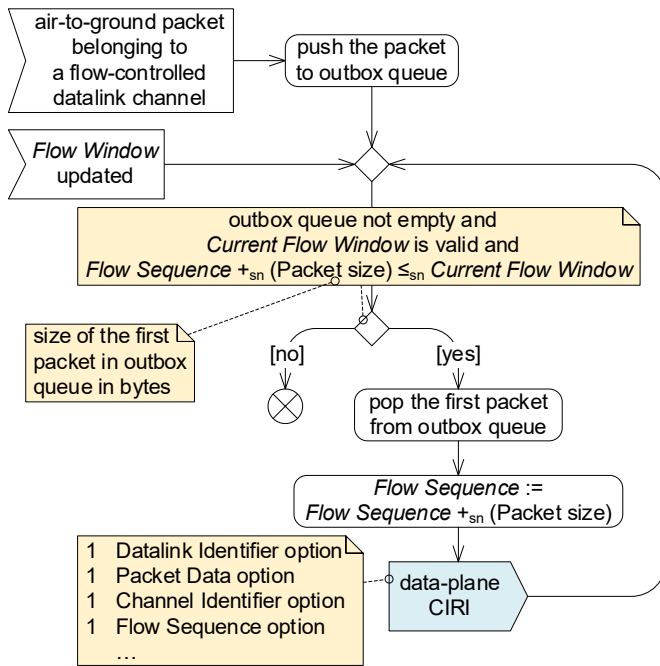 air-to-ground packet
belonging to
a flow-controlled
datalink channel
push the packet
to outbox queue
Flow Window
updated
outbox queue not empty and
Current Flow Window is valid and
Flow Sequence +sn (Packet size) ≤sn Current Flow Window
size of the first
packet in outbox
queue in bytes
[no]
[yes]
pop the first packet
from outbox queue
Flow Sequence :=
Flow Sequence +sn (Packet size)
1 Datalink Identifier option
1 Packet Data option
1 Channel Identifier option
1 Flow Sequence option
...
data-plane
CIRI